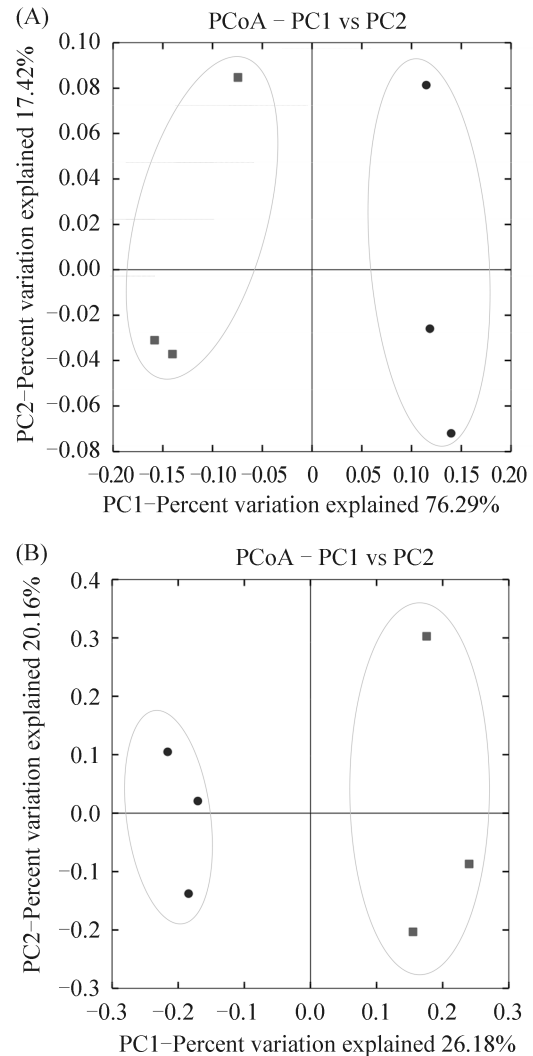 (A)
PCoA − PC1 vs PC2
PC2−Percent variation explained 17.42%
0.10
0.08
0.06
0.04
0.02
0.00
−0.02
−0.04
−0.06
−0.08
−0.20 −0.15 −0.10 −0.05 0 0.05 0.10 0.15 0.20
PC1−Percent variation explained 76.29%
(B)
PCoA − PC1 vs PC2
PC2−Percent variation explained 20.16%
0.4
0.3
0.2
0.1
0.0
−0.1
−0.2
−0.3
−0.3 −0.2 −0.1 0.0 0.1 0.2 0.3
PC1−Percent variation explained 26.18%